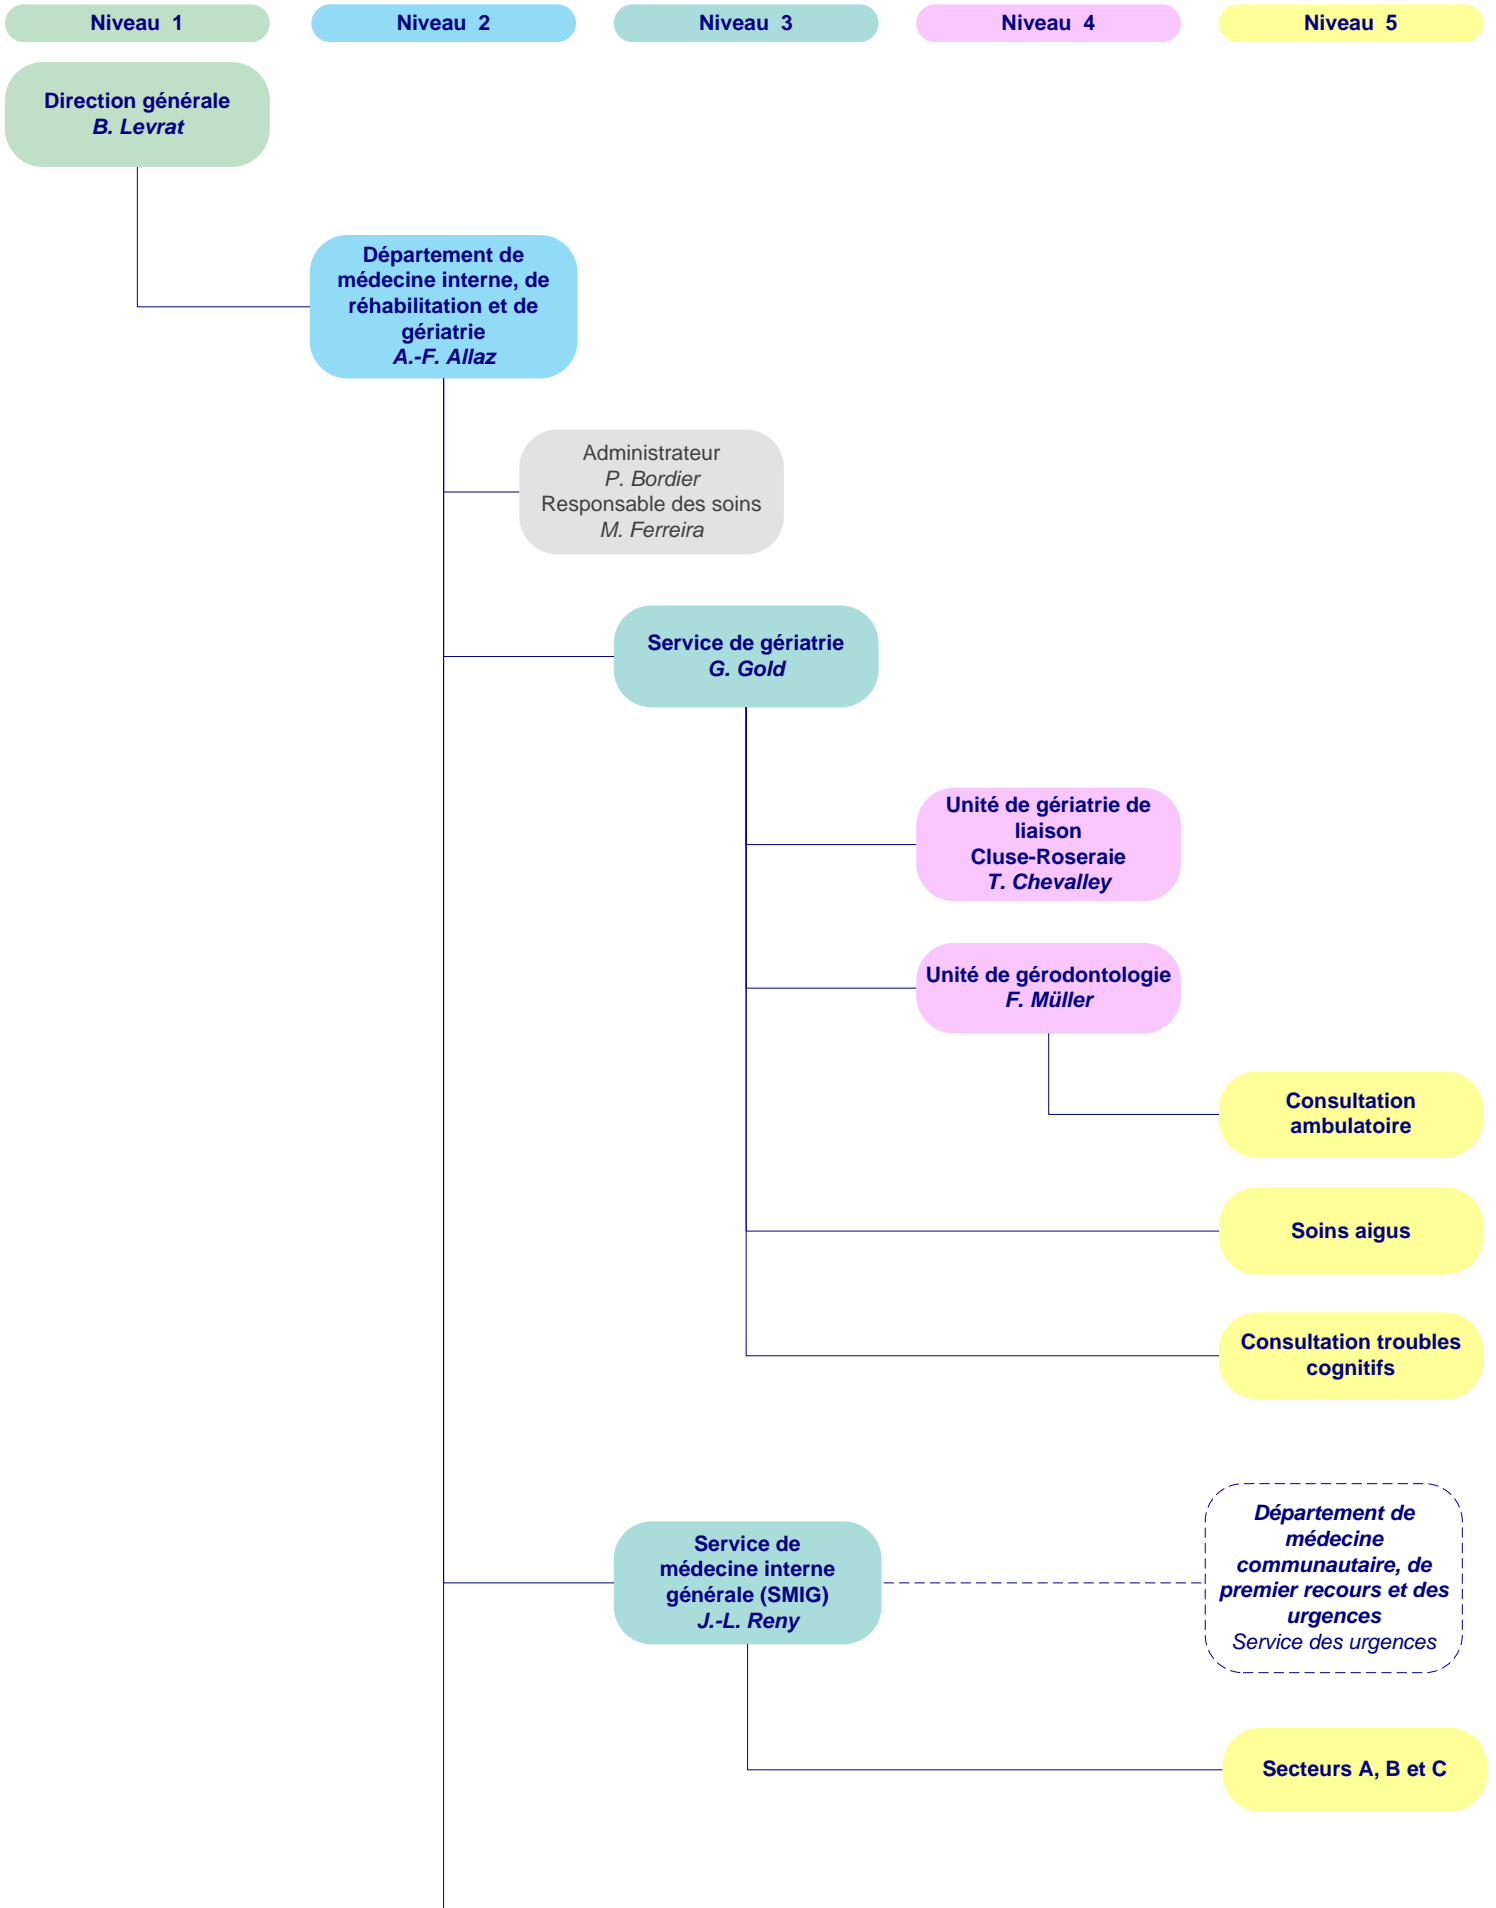 Niveau 1
Niveau 2
Niveau 3
Niveau 4
Niveau 5
Direction générale
B. Levrat
Département de
médecine interne, de
réhabilitation et de
gériatrie
A.-F. Allaz
Administrateur
P. Bordier
Responsable des soins
M. Ferreira
Service de gériatrie
G. Gold
Unité de gériatrie de
liaison
Cluse-Roseraie
T. Chevalley
Unité de gérodontologie
F. Müller
Consultation
ambulatoire
Soins aigus
Consultation troubles
cognitifs
Service de
médecine interne
générale (SMIG)
J.-L. Reny
Département de
médecine
communautaire, de
premier recours et des
urgences
Service des urgences
Secteurs A, B et C